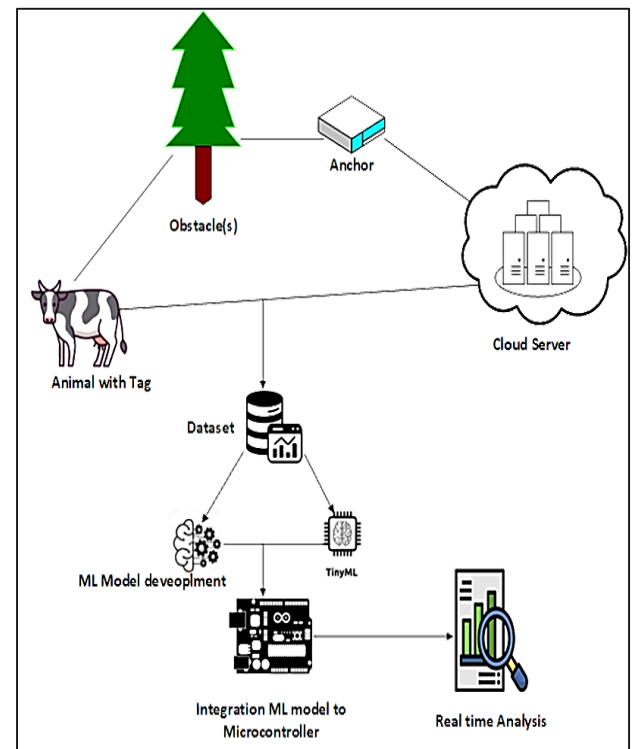 Anchor
Obstacle(s)
Cloud Server
Animal with Tag
Dataset
TinyML
ML Model deveoplment
Integration ML model to
Microcontroller
Real time Analysis